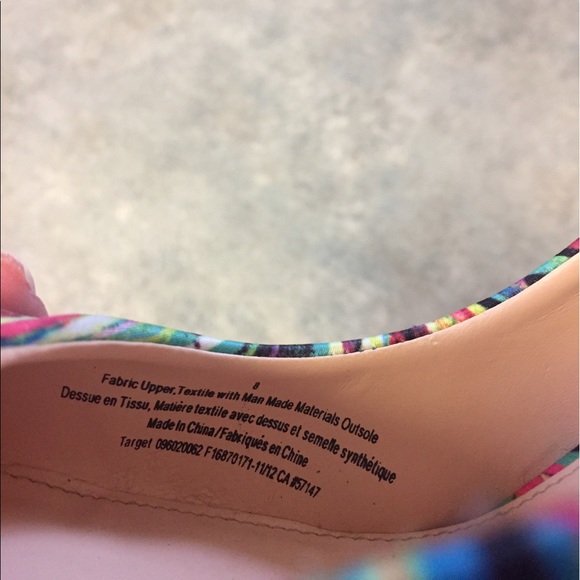 8
Fabric Upper, Textile with Man Made Materials Outsole
Dessue en Tissu, Matière textile avec dessus et semelle synthétique
Made In China/Fabriqués en Chine
Target 096020062 F16870171-11/12 CA #57147